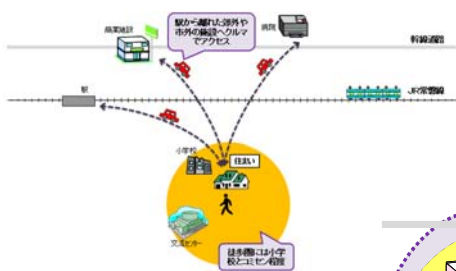 駅から離れた郊外や
市外の施設へクルマ
でアクセス
商業施設
病院
幹線道路
駅
JR常磐線
小学校
住まい
交流センター
徒歩圏には小学
校とコミセン程度